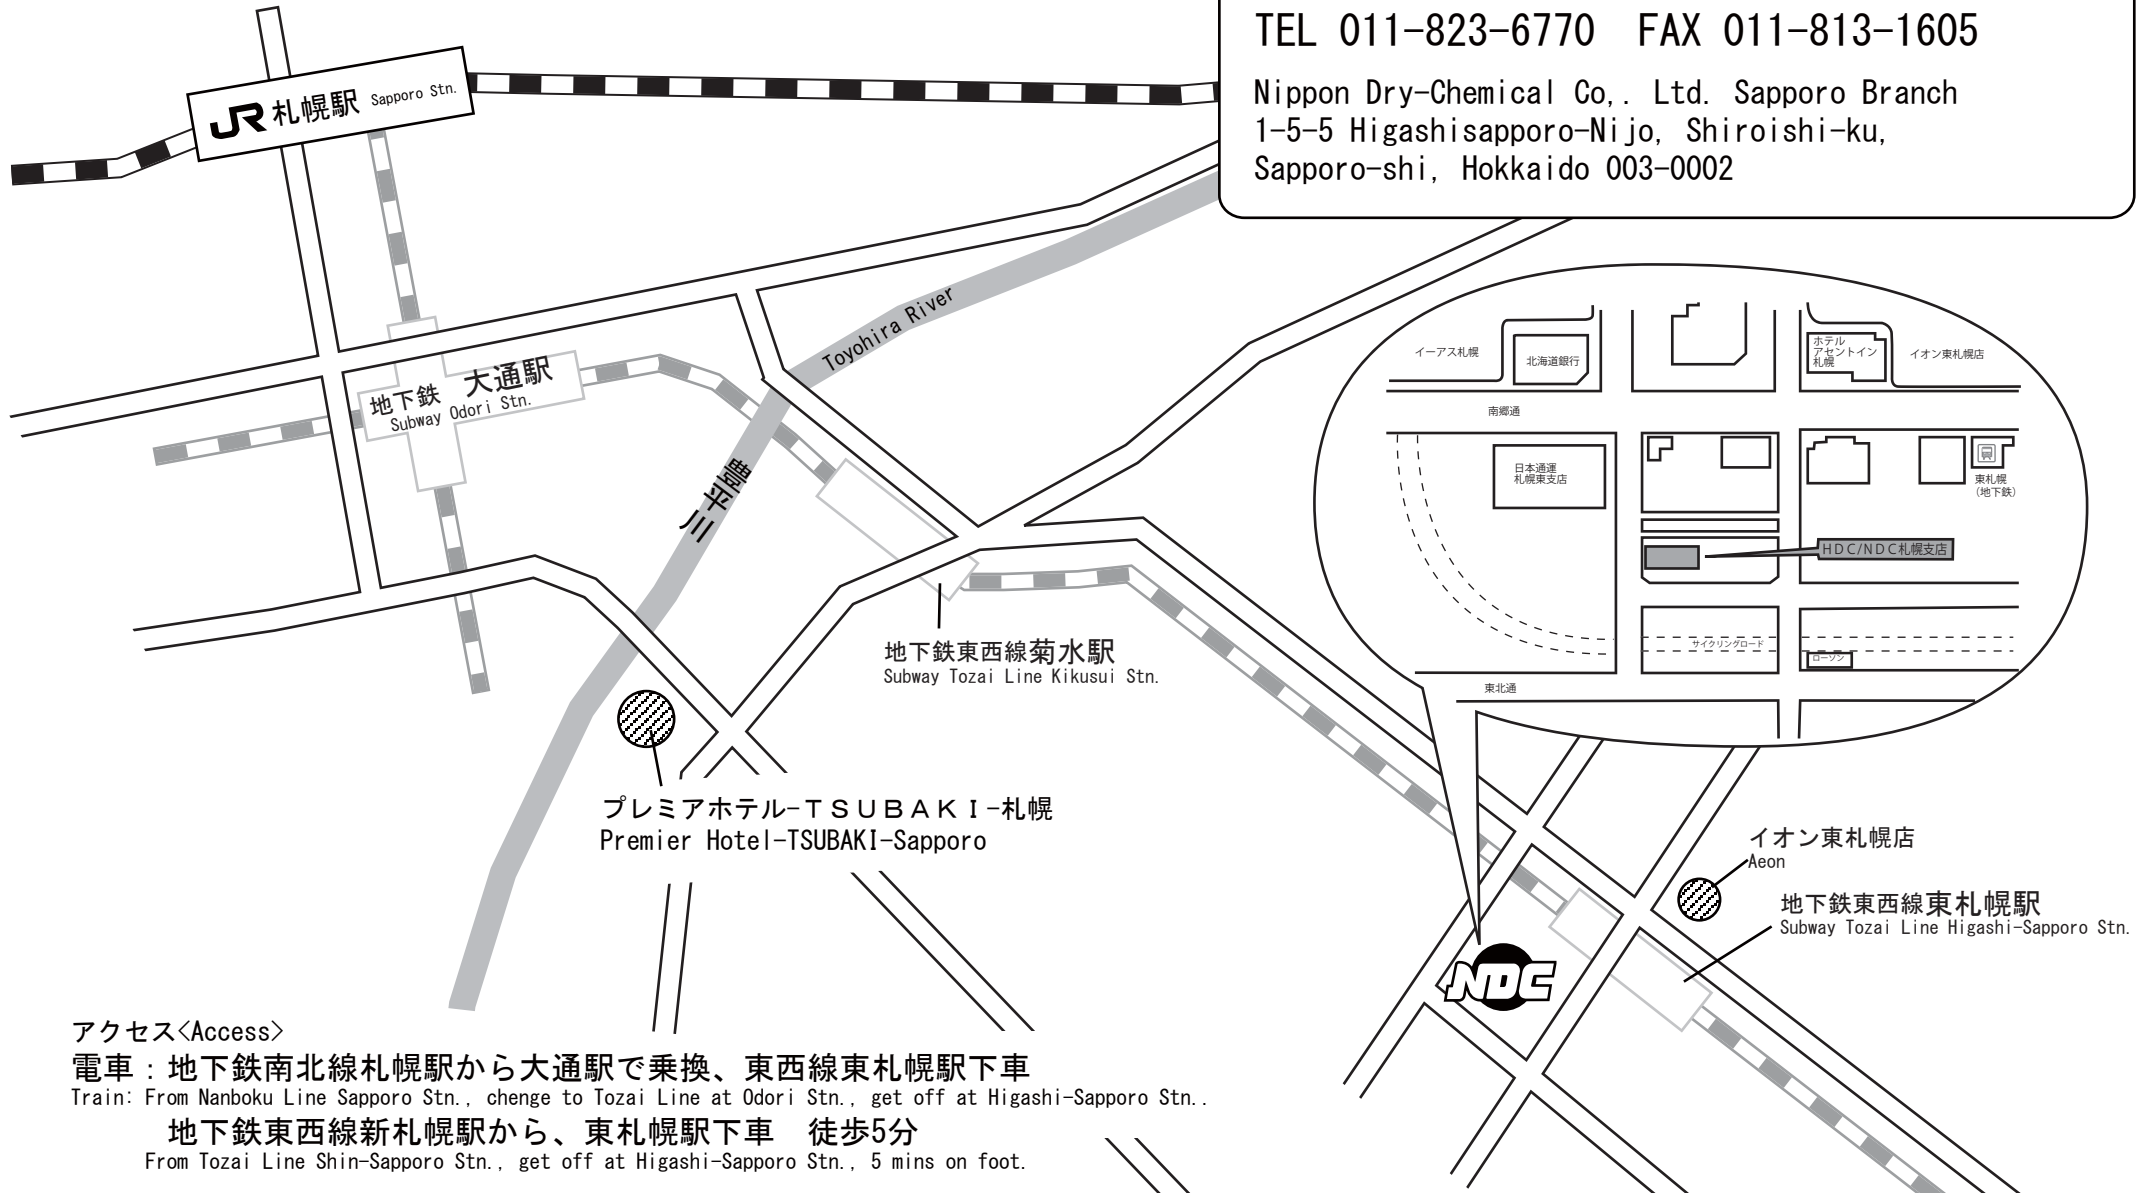 TEL 011-823-6770　FAX 011-813-1605
Nippon Dry-Chemical Co,. Ltd. Sapporo Branch
1-5-5 Higashisapporo-Nijo, Shiroishi-ku,
Sapporo-shi, Hokkaido 003-0002
JR 札幌駅 Sapporo Stn.
Toyohira River
地下鉄　大通駅
Subway Odori Stn.
豊平川
イーアス札幌
北海道銀行
ホテル
アセントイン
札幌
イオン東札幌店
南郷通
日本通運
札幌東支店
東札幌
(地下鉄)
HDC/NDC札幌支店
サイクリングロード
ローソン
東北通
地下鉄東西線菊水駅
Subway Tozai Line Kikusui Stn.
プレミアホテル-ＴＳＵＢＡＫＩ-札幌
Premier Hotel-TSUBAKI-Sapporo
イオン東札幌店
Aeon
地下鉄東西線東札幌駅
Subway Tozai Line Higashi-Sapporo Stn.
NDC
アクセス<Access>
電車：地下鉄南北線札幌駅から大通駅で乗換、東西線東札幌駅下車
Train: From Nanboku Line Sapporo Stn., chenge to Tozai Line at Odori Stn., get off at Higashi-Sapporo Stn..
地下鉄東西線新札幌駅から、東札幌駅下車　徒歩5分
From Tozai Line Shin-Sapporo Stn., get off at Higashi-Sapporo Stn., 5 mins on foot.